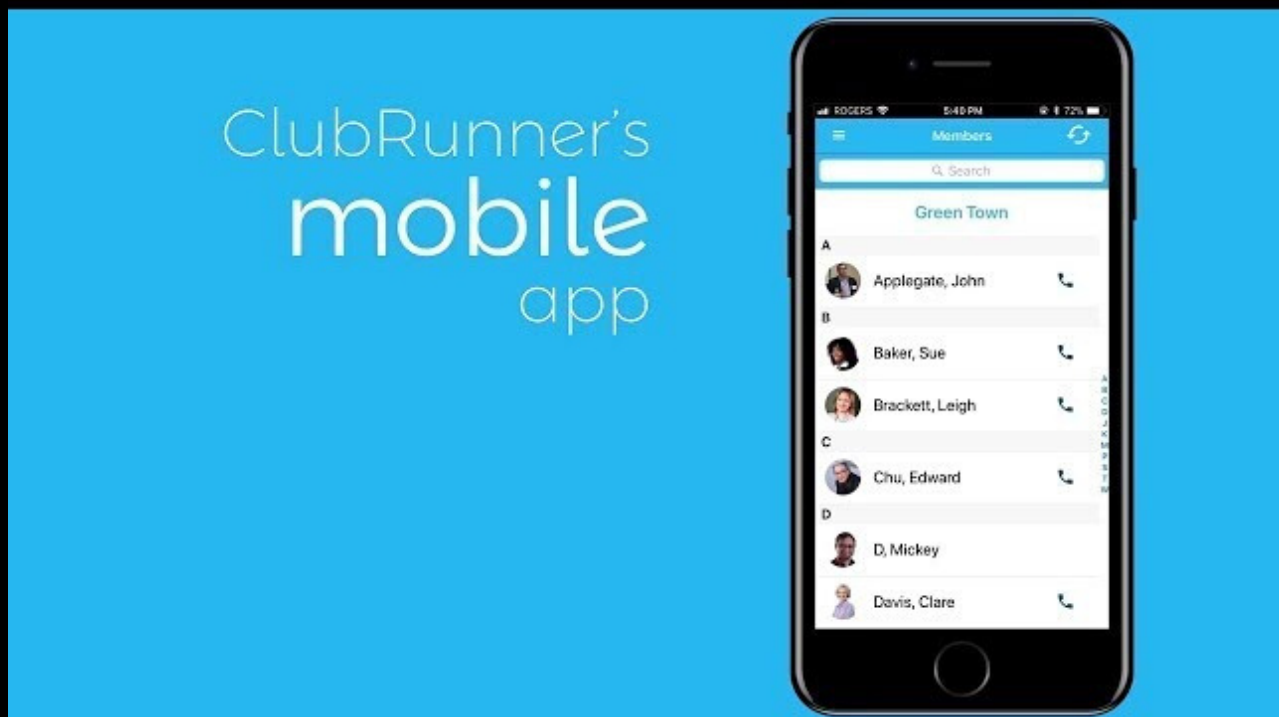 ClubRunner's
mobile
app
ROGERS 5:49 PM 72%
Members
Search
Green Town
A
Applegate, John
B
Baker, Sue
Brackett, Leigh
C
Chu, Edward
D
D, Mickey
Davis, Clare
A
B
C
D
J
K
M
P
S
T
W